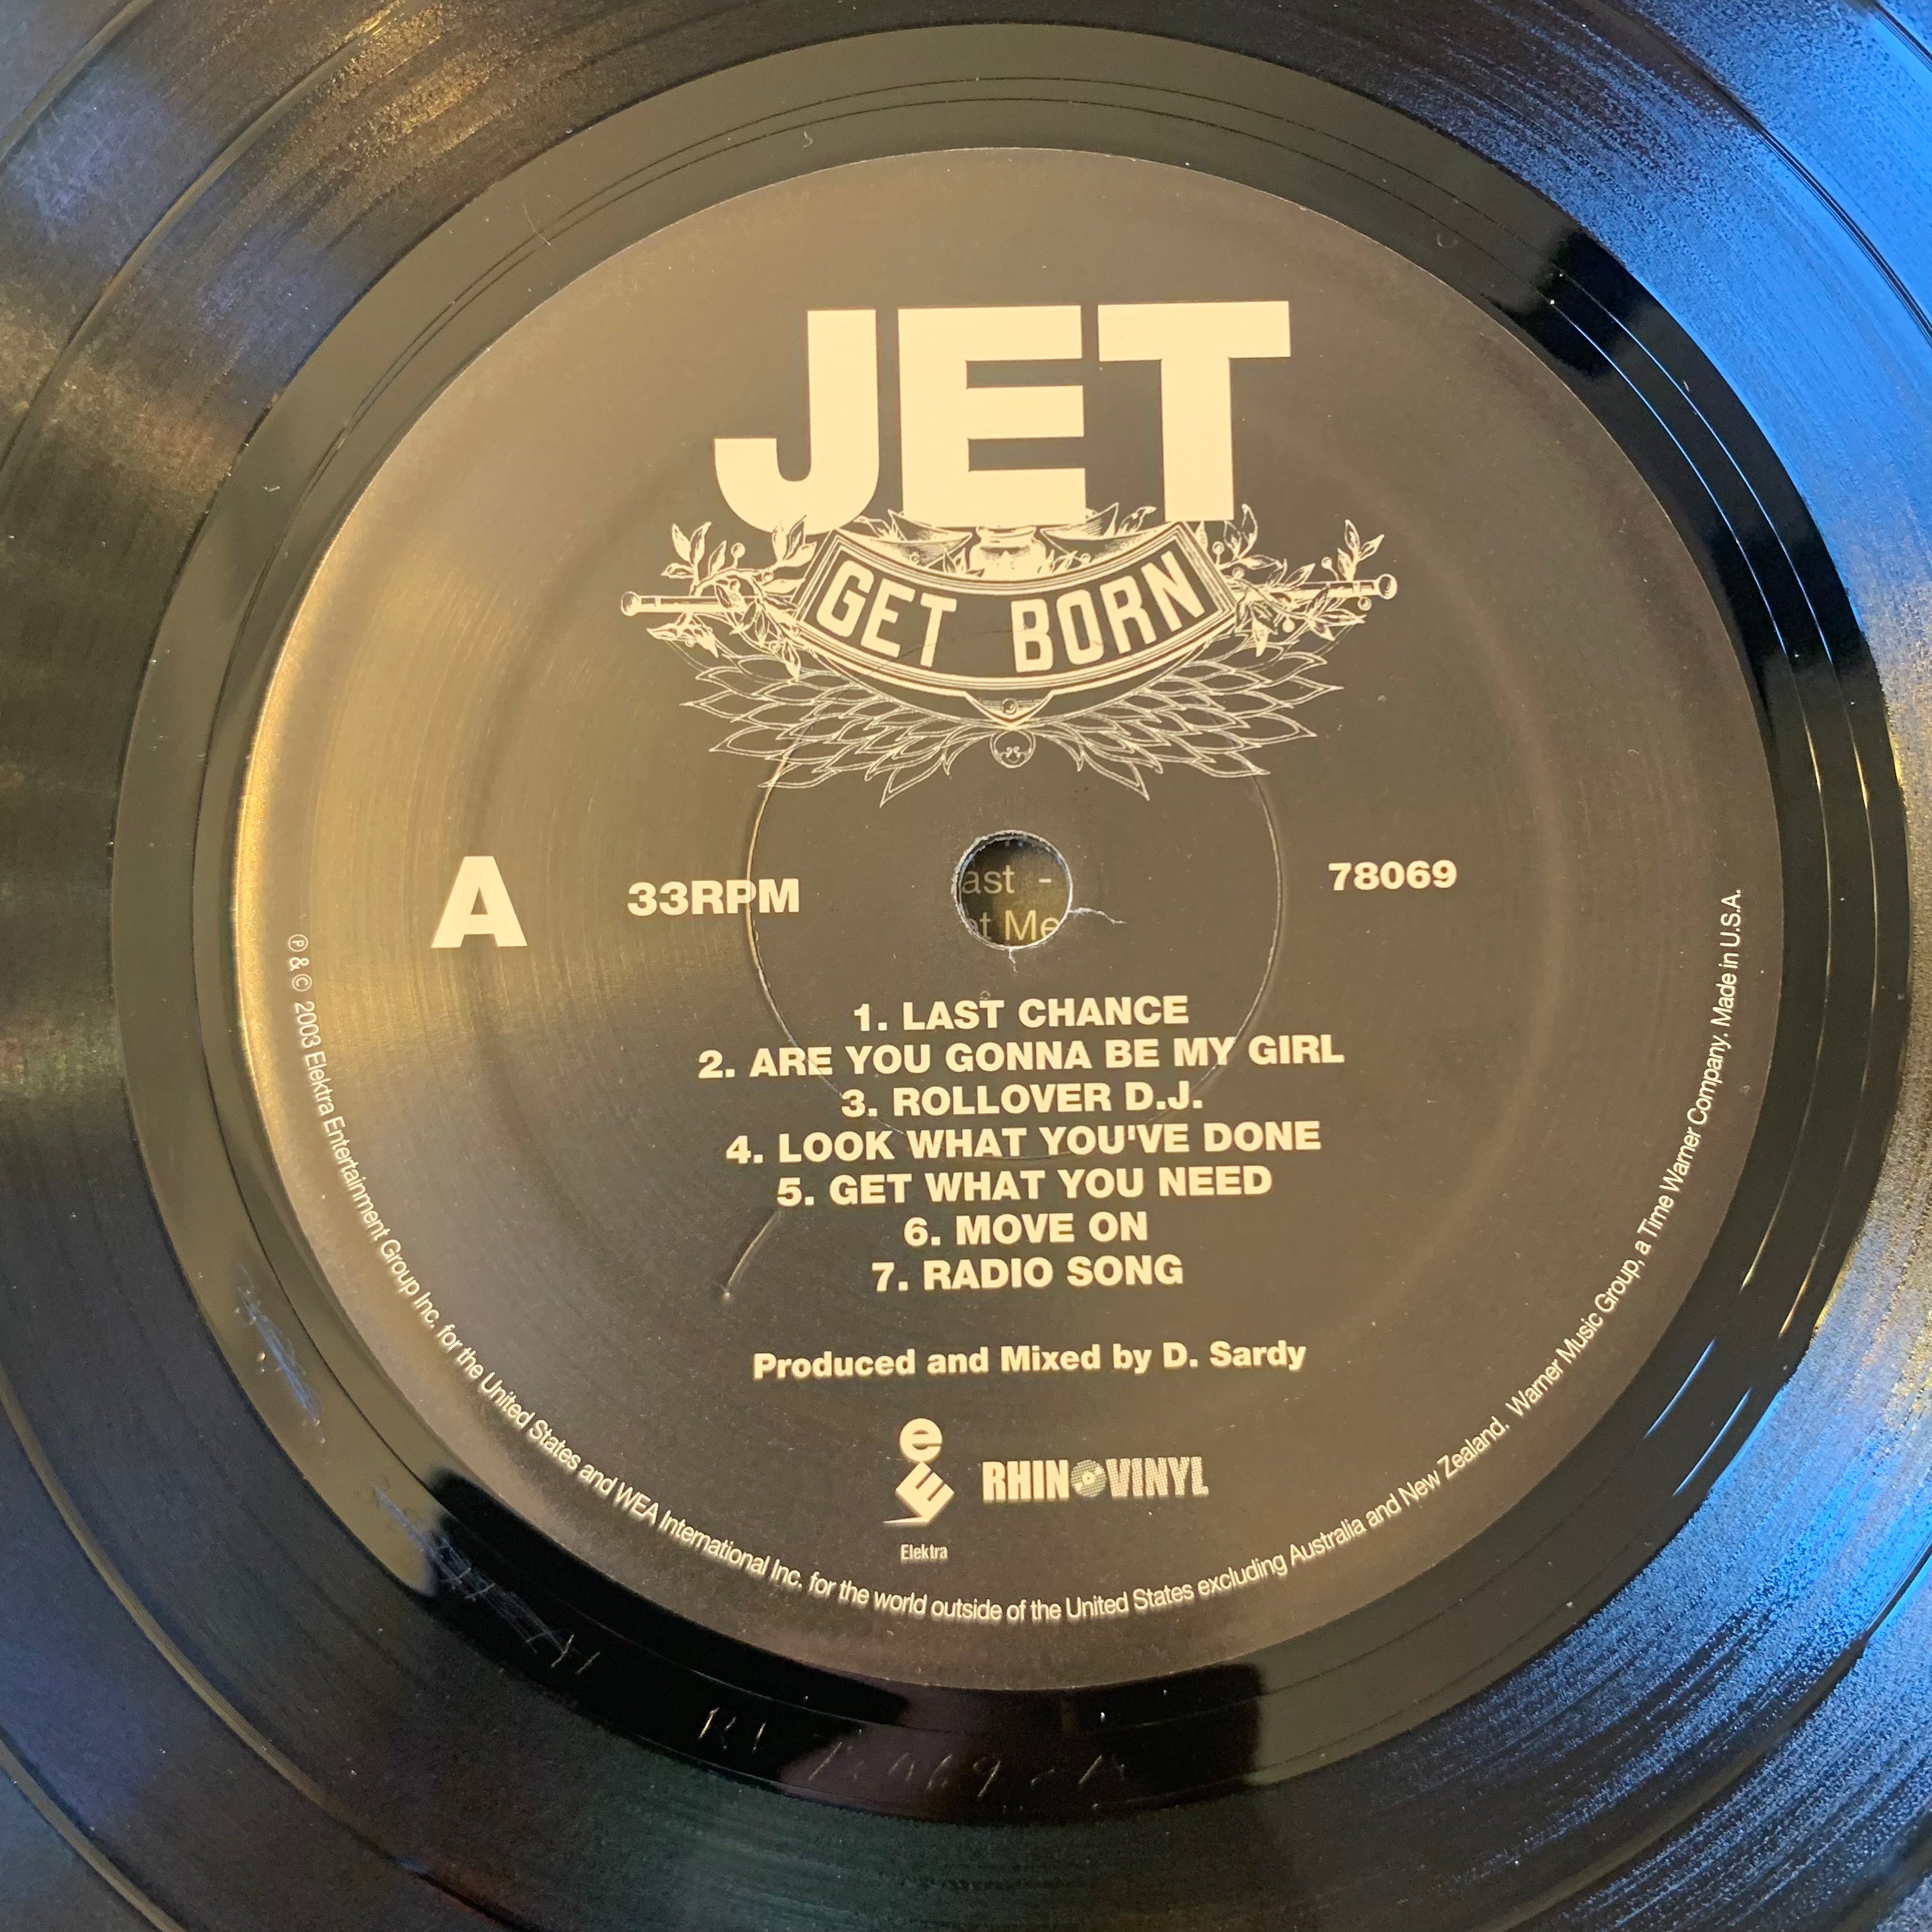 JET
GET BORN
A 33RPM 78069
ast -
t Me
1. LAST CHANCE
2. ARE YOU GONNA BE MY GIRL
3. ROLLOVER D.J.
4. LOOK WHAT YOU'VE DONE
5. GET WHAT YOU NEED
6. MOVE ON
7. RADIO SONG
Produced and Mixed by D. Sardy
e
RHINO VINYL
Elektra
℗ & © 2003 Elektra Entertainment Group Inc. for the United States and WEA International Inc. for the world outside of the United States excluding Australia and New Zealand. Warner Music Group, a Time Warner Company. Made in U.S.A.